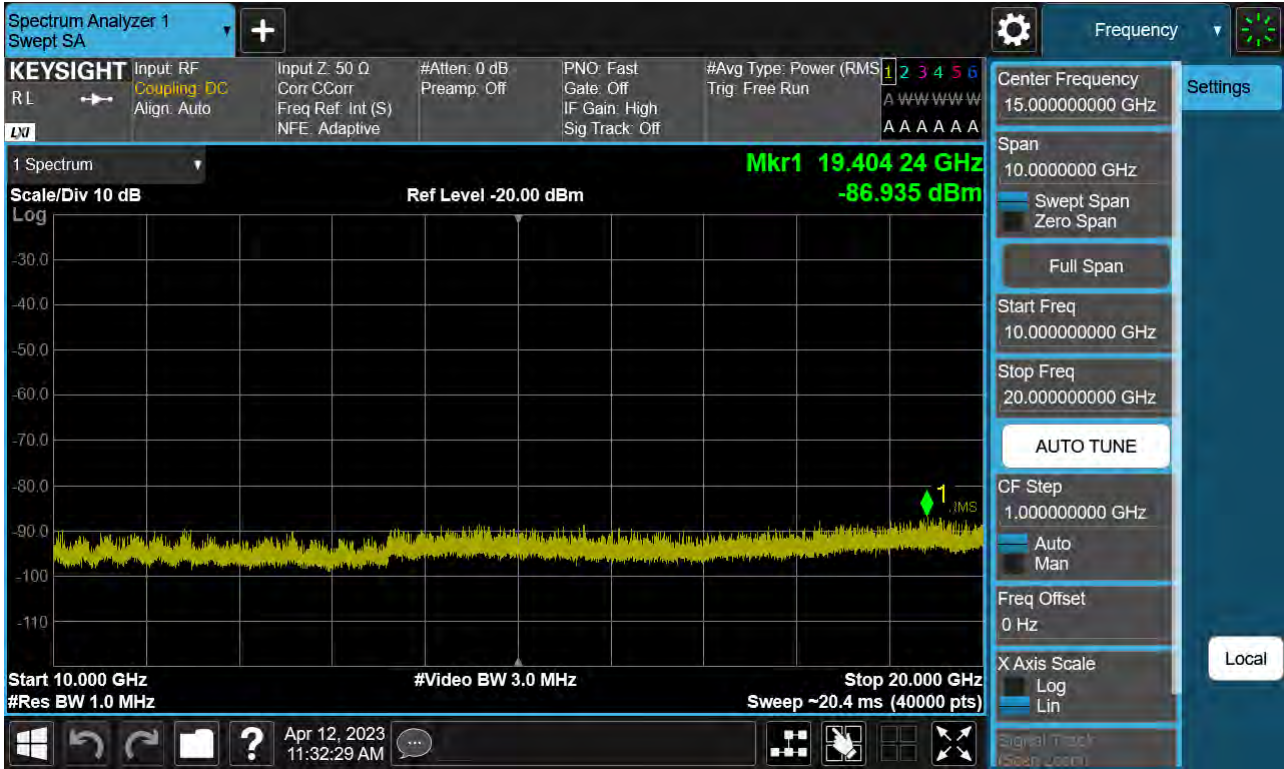 Spectrum Analyzer 1
Swept SA
+
Frequency
KEYSIGHT
RL
LXI
Input: RF
Coupling: DC
Align: Auto
Input Z: 50 Ω
Corr CCorr
Freq Ref: Int (S)
NFE: Adaptive
#Atten: 0 dB
Preamp: Off
PNO: Fast
Gate: Off
IF Gain: High
Sig Track: Off
#Avg Type: Power (RMS
Trig: Free Run
1 2 3 4 5 6
A W W W W W
A A A A A A
1 Spectrum
Scale/Div 10 dB
Ref Level -20.00 dBm
Mkr1 19.404 24 GHz
-86.935 dBm
Log
-30.0
-40.0
-50.0
-60.0
-70.0
-80.0
-90.0
-100
-110
1
RMS
Start 10.000 GHz
#Video BW 3.0 MHz
Stop 20.000 GHz
#Res BW 1.0 MHz
Sweep ~20.4 ms (40000 pts)
Center Frequency
15.000000000 GHz
Settings
Span
10.0000000 GHz
Swept Span
Zero Span
Full Span
Start Freq
10.000000000 GHz
Stop Freq
20.000000000 GHz
AUTO TUNE
CF Step
1.000000000 GHz
Auto
Man
Freq Offset
0 Hz
X Axis Scale
Log
Lin
Signal Track
(Span Zoom)
Local
?
Apr 12, 2023
11:32:29 AM